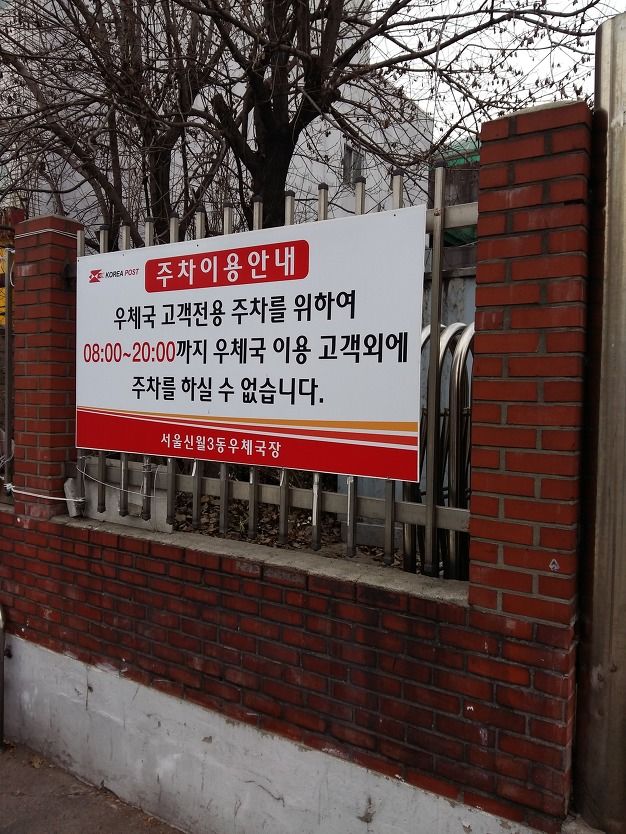 KOREA POST
주차이용안내
우체국 고객전용 주차를 위하여
08:00~20:00까지 우체국 이용 고객외에
주차를 하실 수 없습니다.
서울신월3동우체국장